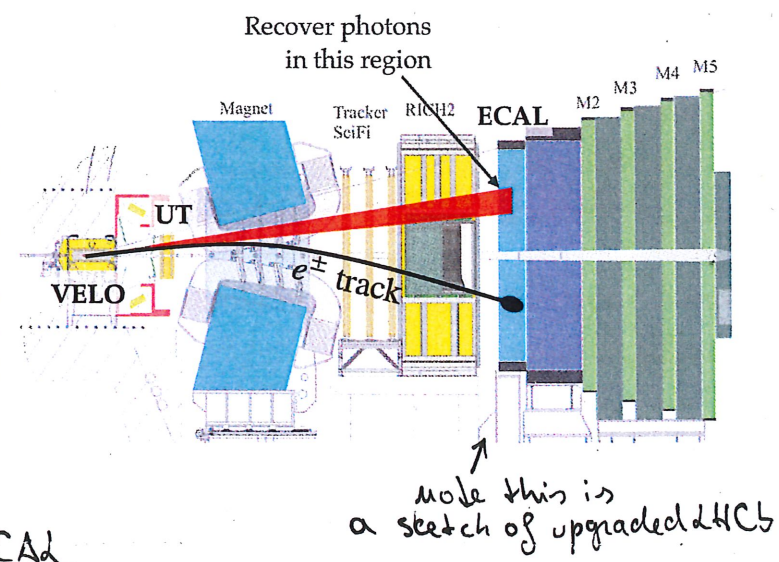 Recover photons
in this region
Magnet
Tracker
SciFi
RICH2
ECAL
M2
M3
M4
M5
UT
VELO
e± track
note this is
a sketch of upgraded LHCb
CAL